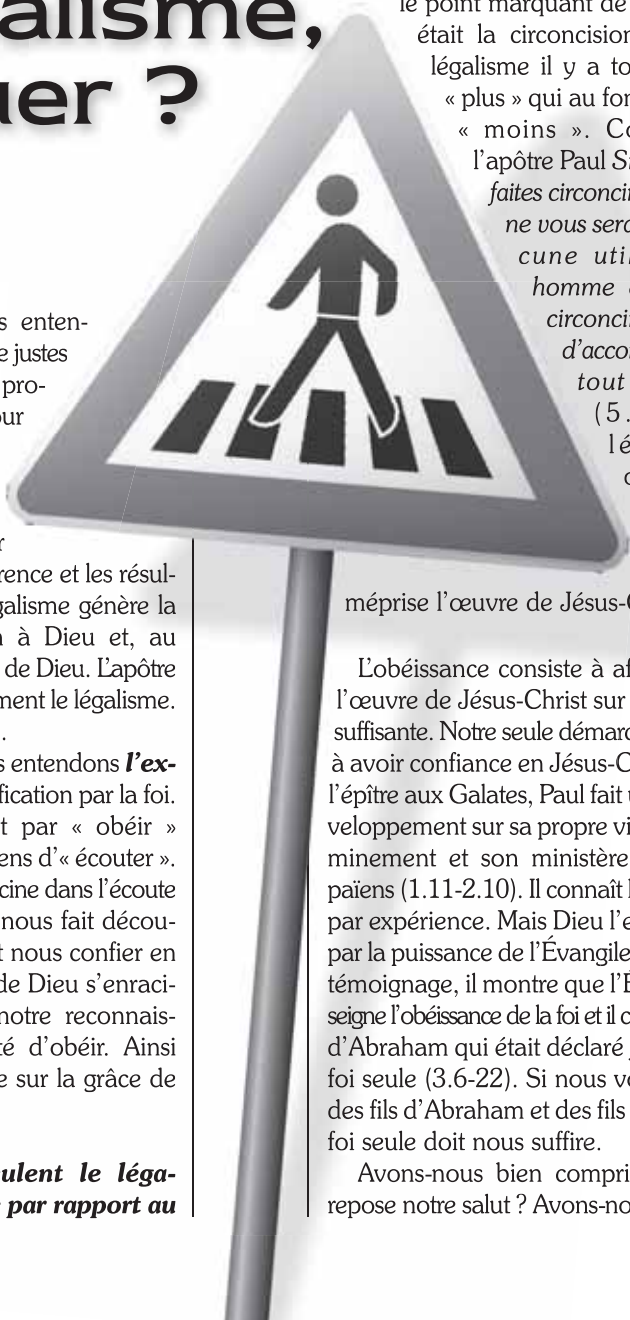 alisme,
uer ?
s enten-
e justes
pro-
our
r
rence et les résul-
galisme génère la
n à Dieu et, au
de Dieu. L'apôtre
ment le légalisme.
.
s entendons l'ex-
fication par la foi.
t par « obéir »
ens d'« écouter ».
cine dans l'écoute
nous fait décou-
t nous confier en
de Dieu s'enraci-
notre reconnais-
té d'obéir. Ainsi
e sur la grâce de
ulent le léga-
par rapport au
le point marquant de
était la circoncision
légalisme il y a to
« plus » qui au fon
« moins ». Co
l'apôtre Paul Si
faites circoncir
ne vous sera
cune util
homme
circoncir
d'accor
tout
(5.
lé
méprise l'œuvre de Jésus-C
L'obéissance consiste à af
l'œuvre de Jésus-Christ sur
suffisante. Notre seule démarc
à avoir confiance en Jésus-C
l'épître aux Galates, Paul fait u
veloppement sur sa propre vi
minement et son ministère
païens (1.11-2.10). Il connaît l
par expérience. Mais Dieu l'e
par la puissance de l'Évangile
témoignage, il montre que l'É
seigne l'obéissance de la foi et il c
d'Abraham qui était déclaré j
foi seule (3.6-22). Si nous vo
des fils d'Abraham et des fils
foi seule doit nous suffire.
Avons-nous bien compri
repose notre salut ? Avons-no